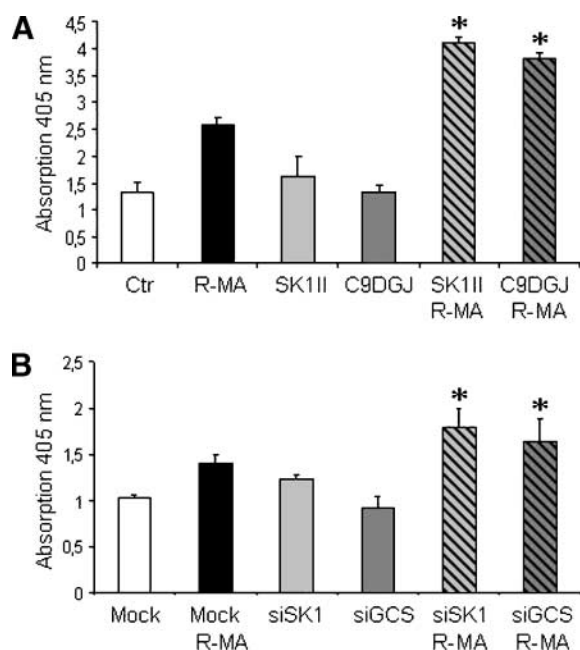 A
Absorption 405 nm
4,5
4
3,5
3
2,5
2
1,5
1
0,5
0
* *
Ctr R-MA SK1II C9DGJ SK1II C9DGJ
R-MA R-MA
B
Absorption 405 nm
2,5
2
1,5
1
0,5
0
* *
Mock Mock siSK1 siGCS siSK1 siGCS
R-MA R-MA R-MA